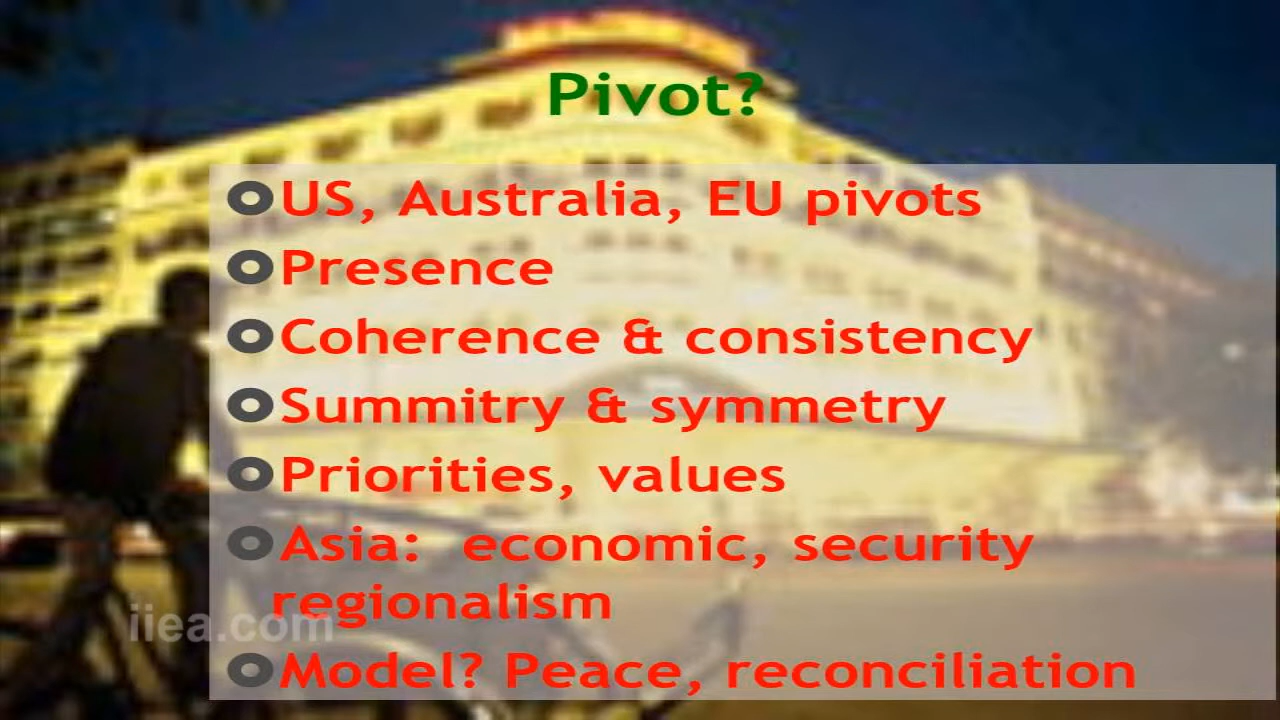 Pivot?
US, Australia, EU pivots
Presence
Coherence & consistency
Summitry & symmetry
Priorities, values
Asia: economic, security
regionalism
iiea.com
Model? Peace, reconciliation